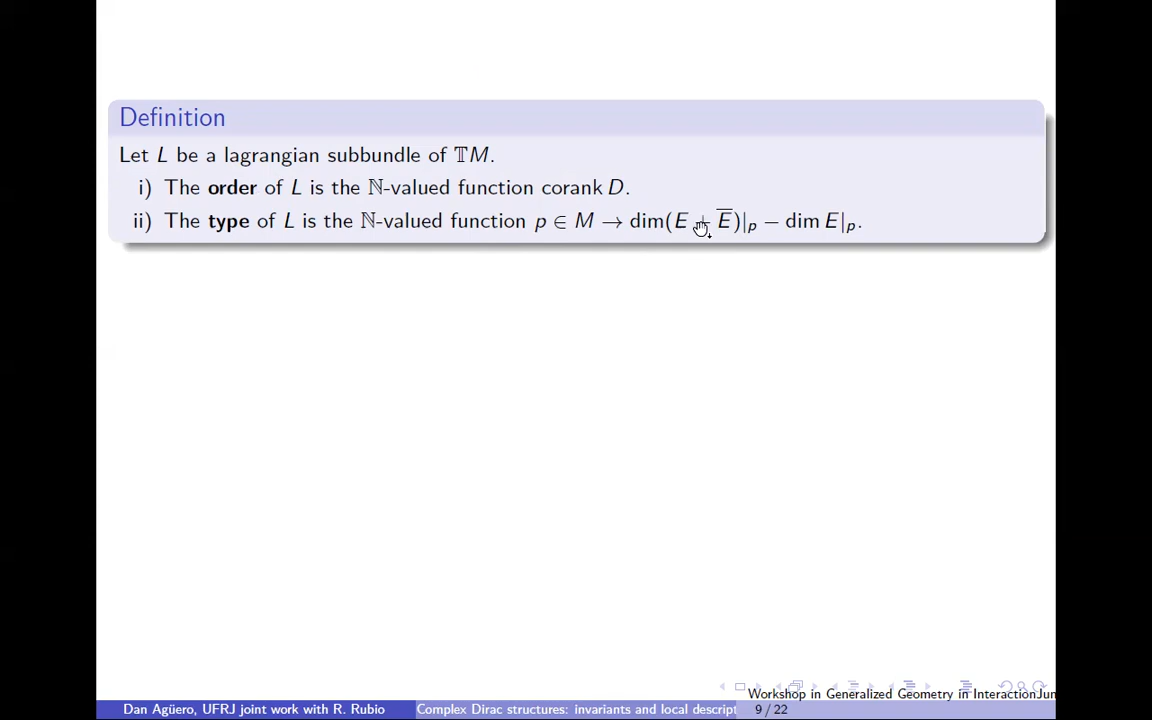 Definition
Let L be a lagrangian subbundle of 𝕋M.
i) The order of L is the ℕ-valued function corank D.
ii) The type of L is the ℕ-valued function p ∈ M → dim(E + E̅)|ₚ − dim E|ₚ.
Workshop in Generalized Geometry in InteractionJun
Dan Agüero, UFRJ joint work with R. Rubio
Complex Dirac structures: invariants and local descript
9 / 22